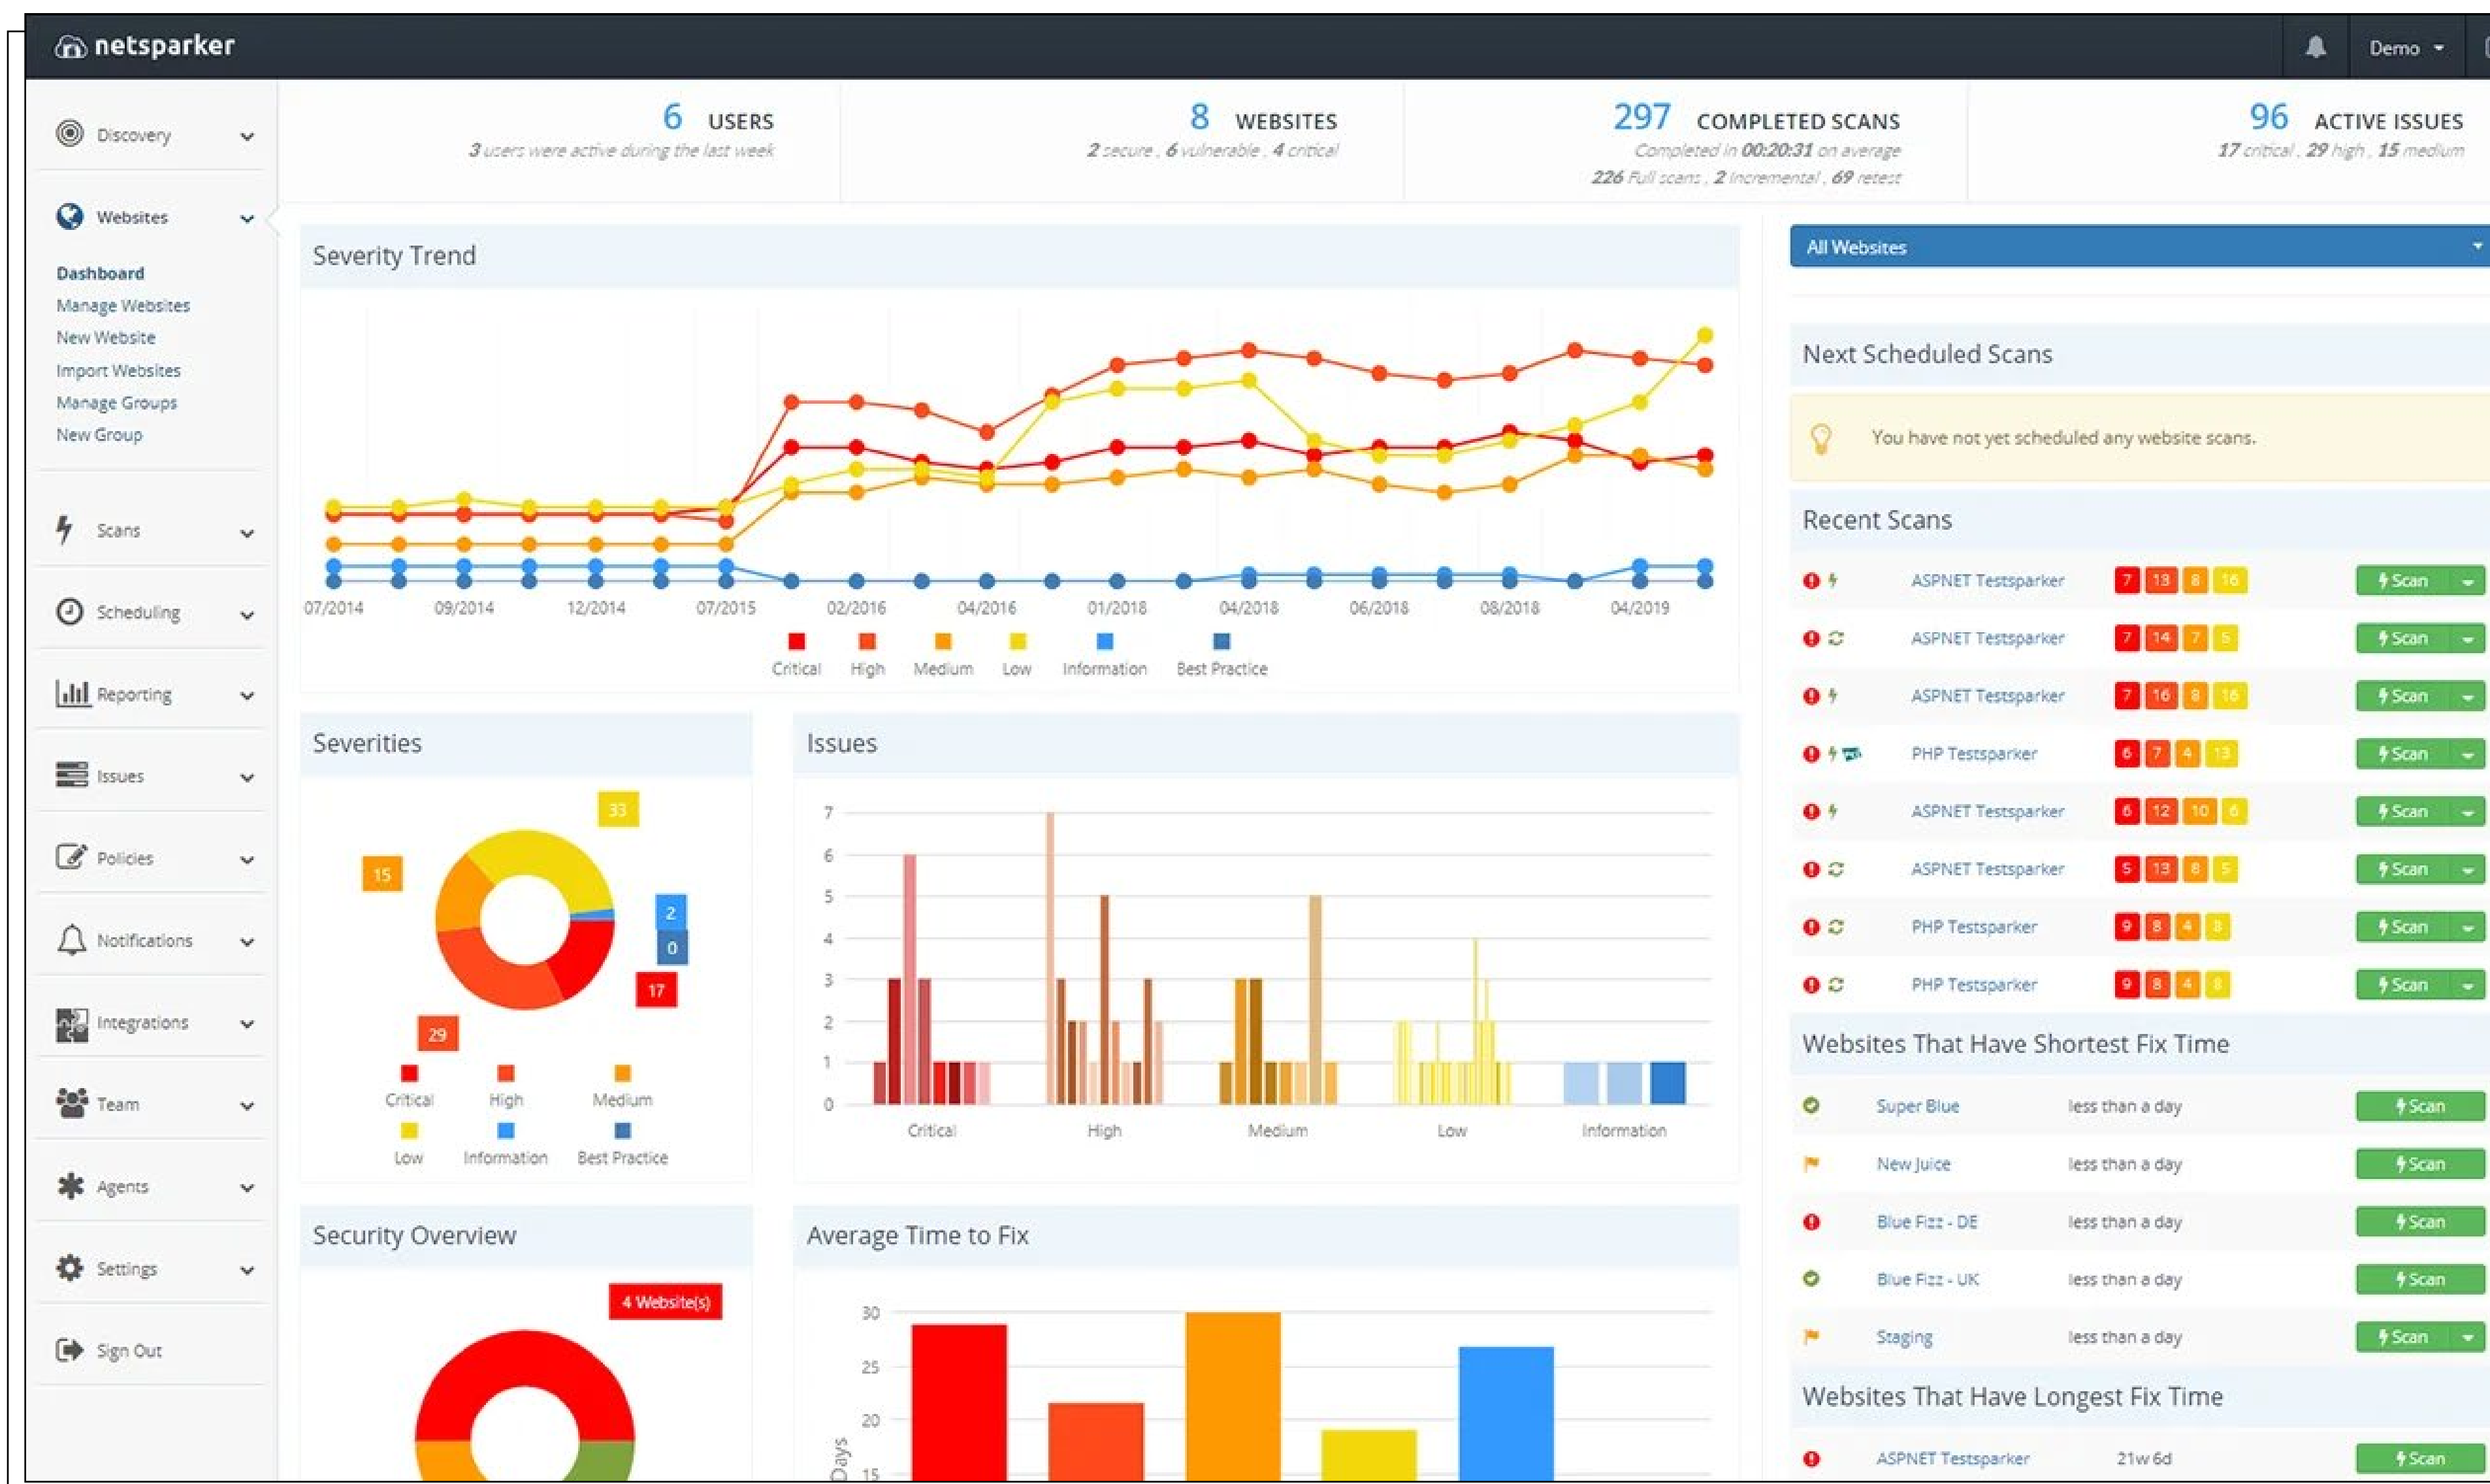 netsparker
Demo
Discovery
Websites
Dashboard
Manage Websites
New Website
Import Websites
Manage Groups
New Group
Scans
Scheduling
Reporting
Issues
Policies
Notifications
Integrations
Team
Agents
Settings
Sign Out
6 USERS
3 users were active during the last week
8 WEBSITES
2 secure , 6 vulnerable , 4 critical
297 COMPLETED SCANS
Completed in 00:20:31 on average
226 Full scans , 2 Incremental , 69 retest
96 ACTIVE ISSUES
17 critical , 29 high , 15 medium
Severity Trend
07/2014 09/2014 12/2014 07/2015 02/2016 04/2016 01/2018 04/2018 06/2018 08/2018 04/2019
Critical High Medium Low Information Best Practice
Severities
33
15
2
0
17
29
Critical High Medium
Low Information Best Practice
Issues
7
6
5
4
3
2
1
0
Critical High Medium Low Information
Security Overview
4 Website(s)
Average Time to Fix
30
25
20
15
Days
All Websites
Next Scheduled Scans
You have not yet scheduled any website scans.
Recent Scans
ASPNET Testsparker 7 13 8 16 Scan
ASPNET Testsparker 7 14 7 5 Scan
ASPNET Testsparker 7 16 8 16 Scan
PHP Testsparker 6 7 4 13 Scan
ASPNET Testsparker 6 12 10 6 Scan
ASPNET Testsparker 5 13 8 5 Scan
PHP Testsparker 9 8 4 8 Scan
PHP Testsparker 9 8 4 8 Scan
Websites That Have Shortest Fix Time
Super Blue less than a day Scan
New Juice less than a day Scan
Blue Fizz - DE less than a day Scan
Blue Fizz - UK less than a day Scan
Staging less than a day Scan
Websites That Have Longest Fix Time
ASPNET Testsparker 21w 6d Scan